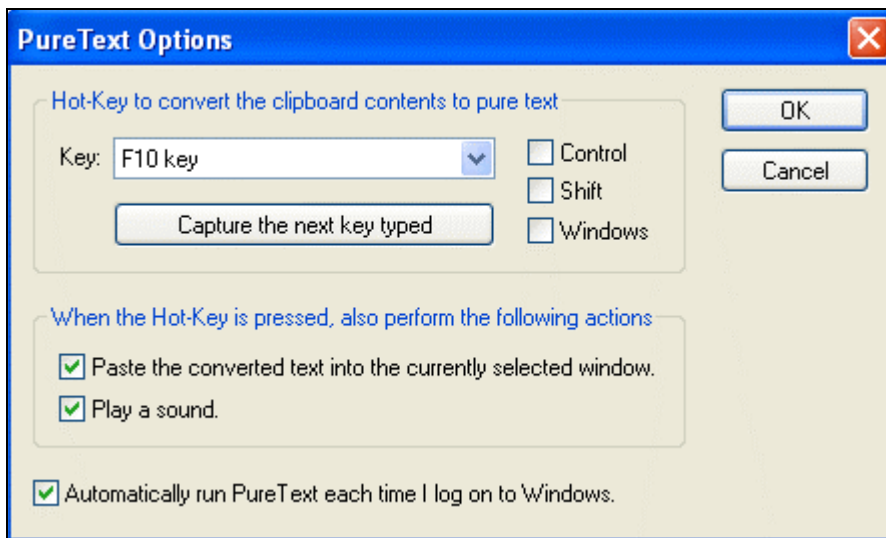 PureText Options
Hot-Key to convert the clipboard contents to pure text
Key: F10 key
Capture the next key typed
Control
Shift
Windows
OK
Cancel
When the Hot-Key is pressed, also perform the following actions
Paste the converted text into the currently selected window.
Play a sound.
Automatically run PureText each time I log on to Windows.